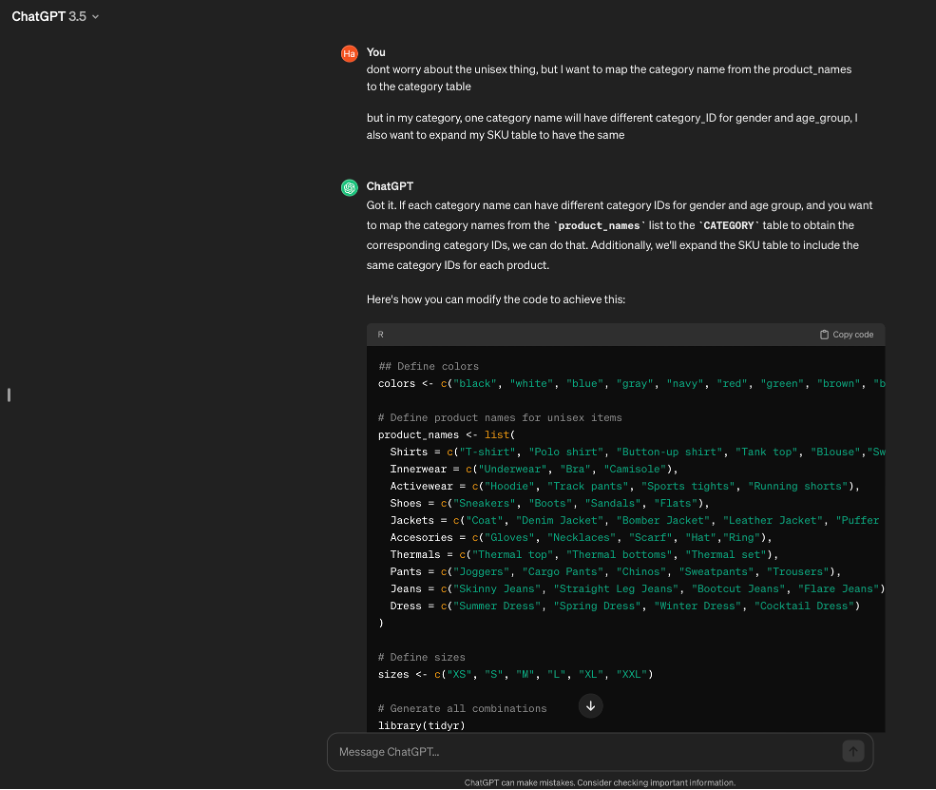 ChatGPT 3.5
Ha
You
dont worry about the unisex thing, but I want to map the category name from the product_names
to the category table
but in my category, one category name will have different category_ID for gender and age_group, I
also want to expand my SKU table to have the same
ChatGPT
Got it. If each category name can have different category IDs for gender and age group, and you want
to map the category names from the `product_names` list to the `CATEGORY` table to obtain the
corresponding category IDs, we can do that. Additionally, we'll expand the SKU table to include the
same category IDs for each product.
Here's how you can modify the code to achieve this:
R
Copy code
## Define colors
colors <- c("black", "white", "blue", "gray", "navy", "red", "green", "brown", "b
# Define product names for unisex items
product_names <- list(
Shirts = c("T-shirt", "Polo shirt", "Button-up shirt", "Tank top", "Blouse","Sw
Innerwear = c("Underwear", "Bra", "Camisole"),
Activewear = c("Hoodie", "Track pants", "Sports tights", "Running shorts"),
Shoes = c("Sneakers", "Boots", "Sandals", "Flats"),
Jackets = c("Coat", "Denim Jacket", "Bomber Jacket", "Leather Jacket", "Puffer
Accesories = c("Gloves", "Necklaces", "Scarf", "Hat","Ring"),
Thermals = c("Thermal top", "Thermal bottoms", "Thermal set"),
Pants = c("Joggers", "Cargo Pants", "Chinos", "Sweatpants", "Trousers"),
Jeans = c("Skinny Jeans", "Straight Leg Jeans", "Bootcut Jeans", "Flare Jeans")
Dress = c("Summer Dress", "Spring Dress", "Winter Dress", "Cocktail Dress")
)
# Define sizes
sizes <- c("XS", "S", "M", "L", "XL", "XXL")
# Generate all combinations
library(tidyr)
Message ChatGPT...
ChatGPT can make mistakes. Consider checking important information.